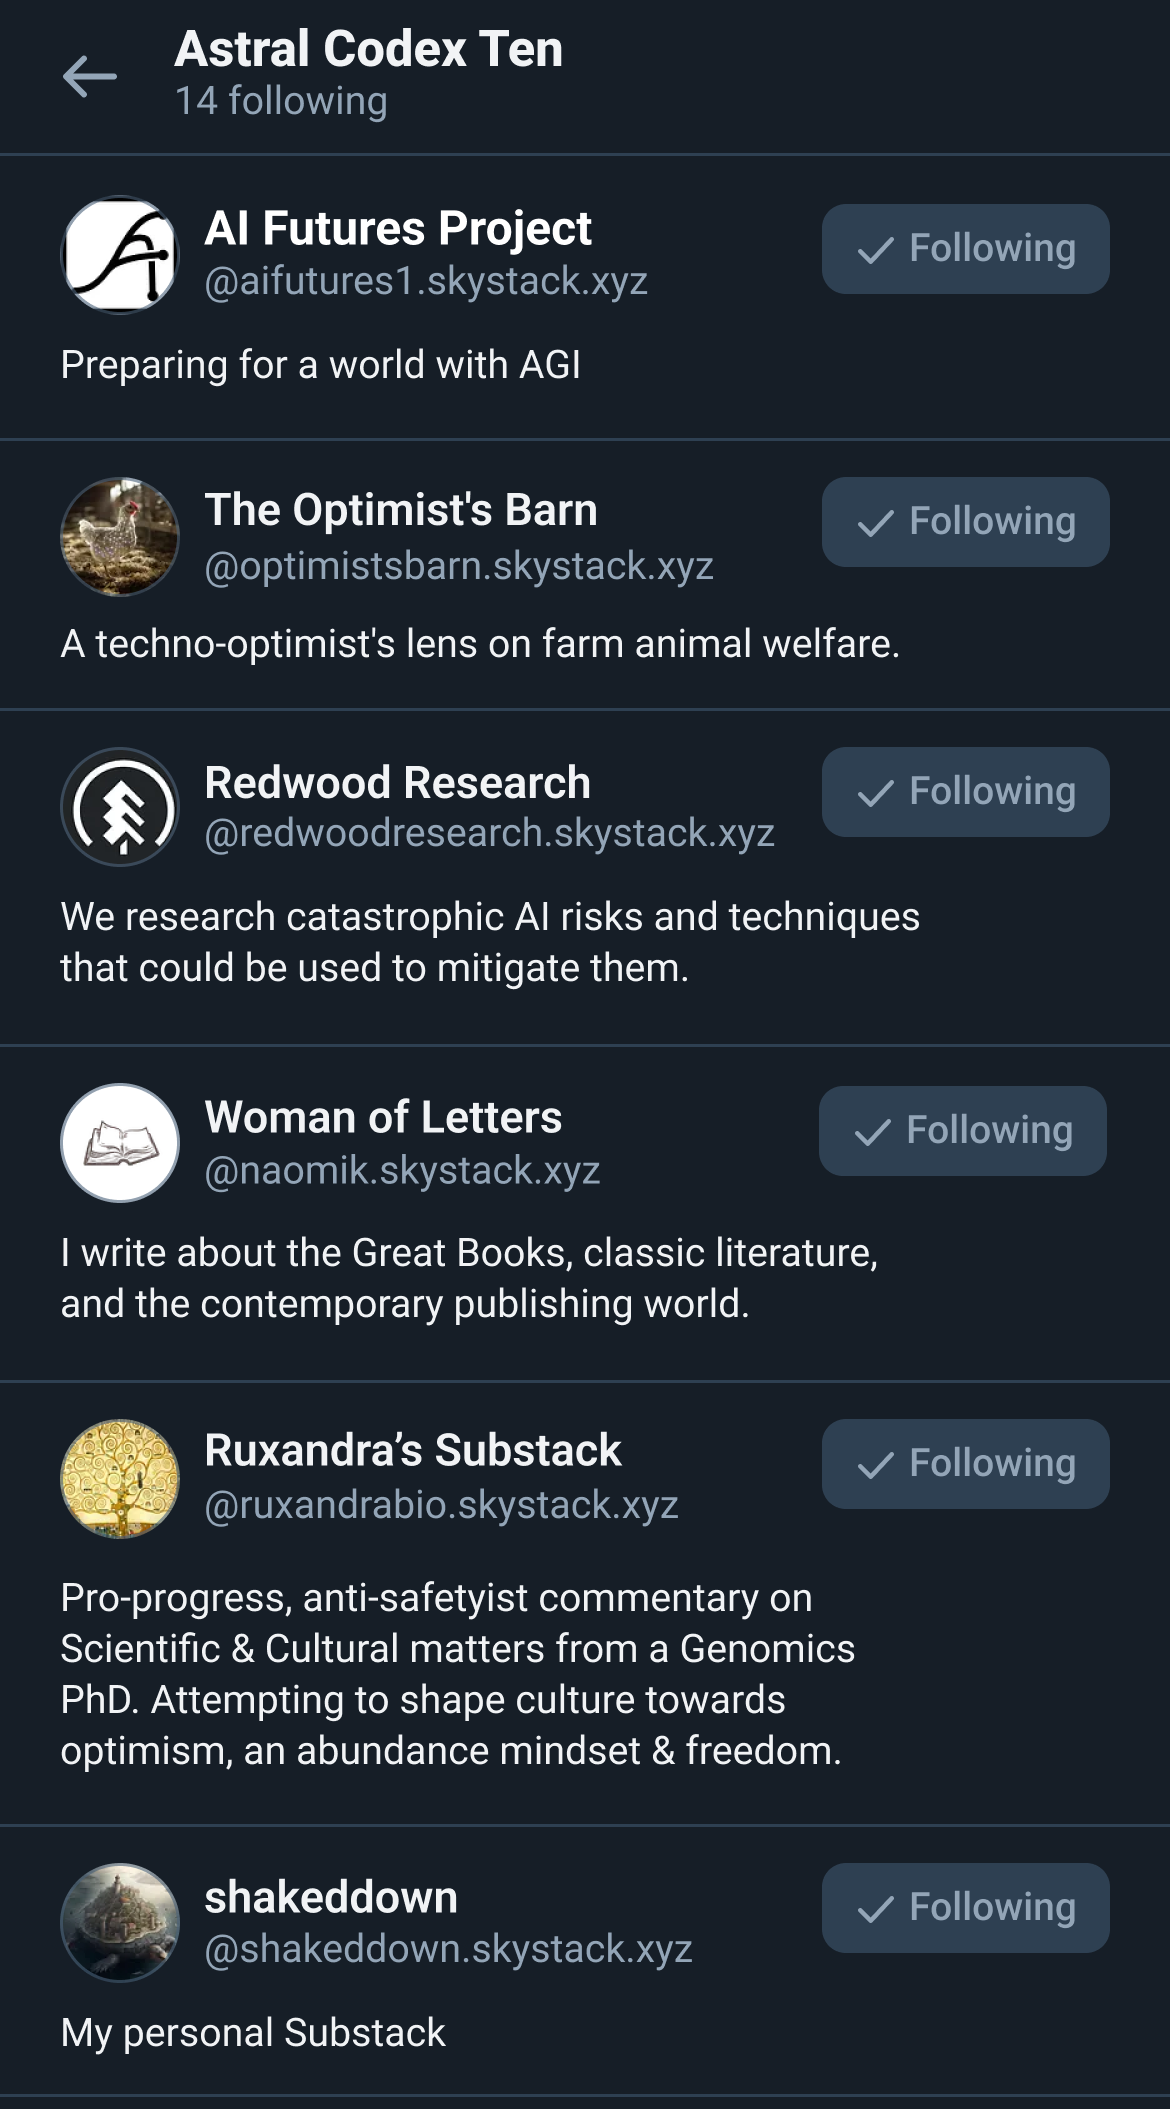 Astral Codex Ten
14 following
AI Futures Project
@aifutures1.skystack.xyz
Following
Preparing for a world with AGI
The Optimist's Barn
@optimistsbarn.skystack.xyz
Following
A techno-optimist's lens on farm animal welfare.
Redwood Research
@redwoodresearch.skystack.xyz
Following
We research catastrophic AI risks and techniques
that could be used to mitigate them.
Woman of Letters
@naomik.skystack.xyz
Following
I write about the Great Books, classic literature,
and the contemporary publishing world.
Ruxandra’s Substack
@ruxandrabio.skystack.xyz
Following
Pro-progress, anti-safetyist commentary on
Scientific & Cultural matters from a Genomics
PhD. Attempting to shape culture towards
optimism, an abundance mindset & freedom.
shakeddown
@shakeddown.skystack.xyz
Following
My personal Substack